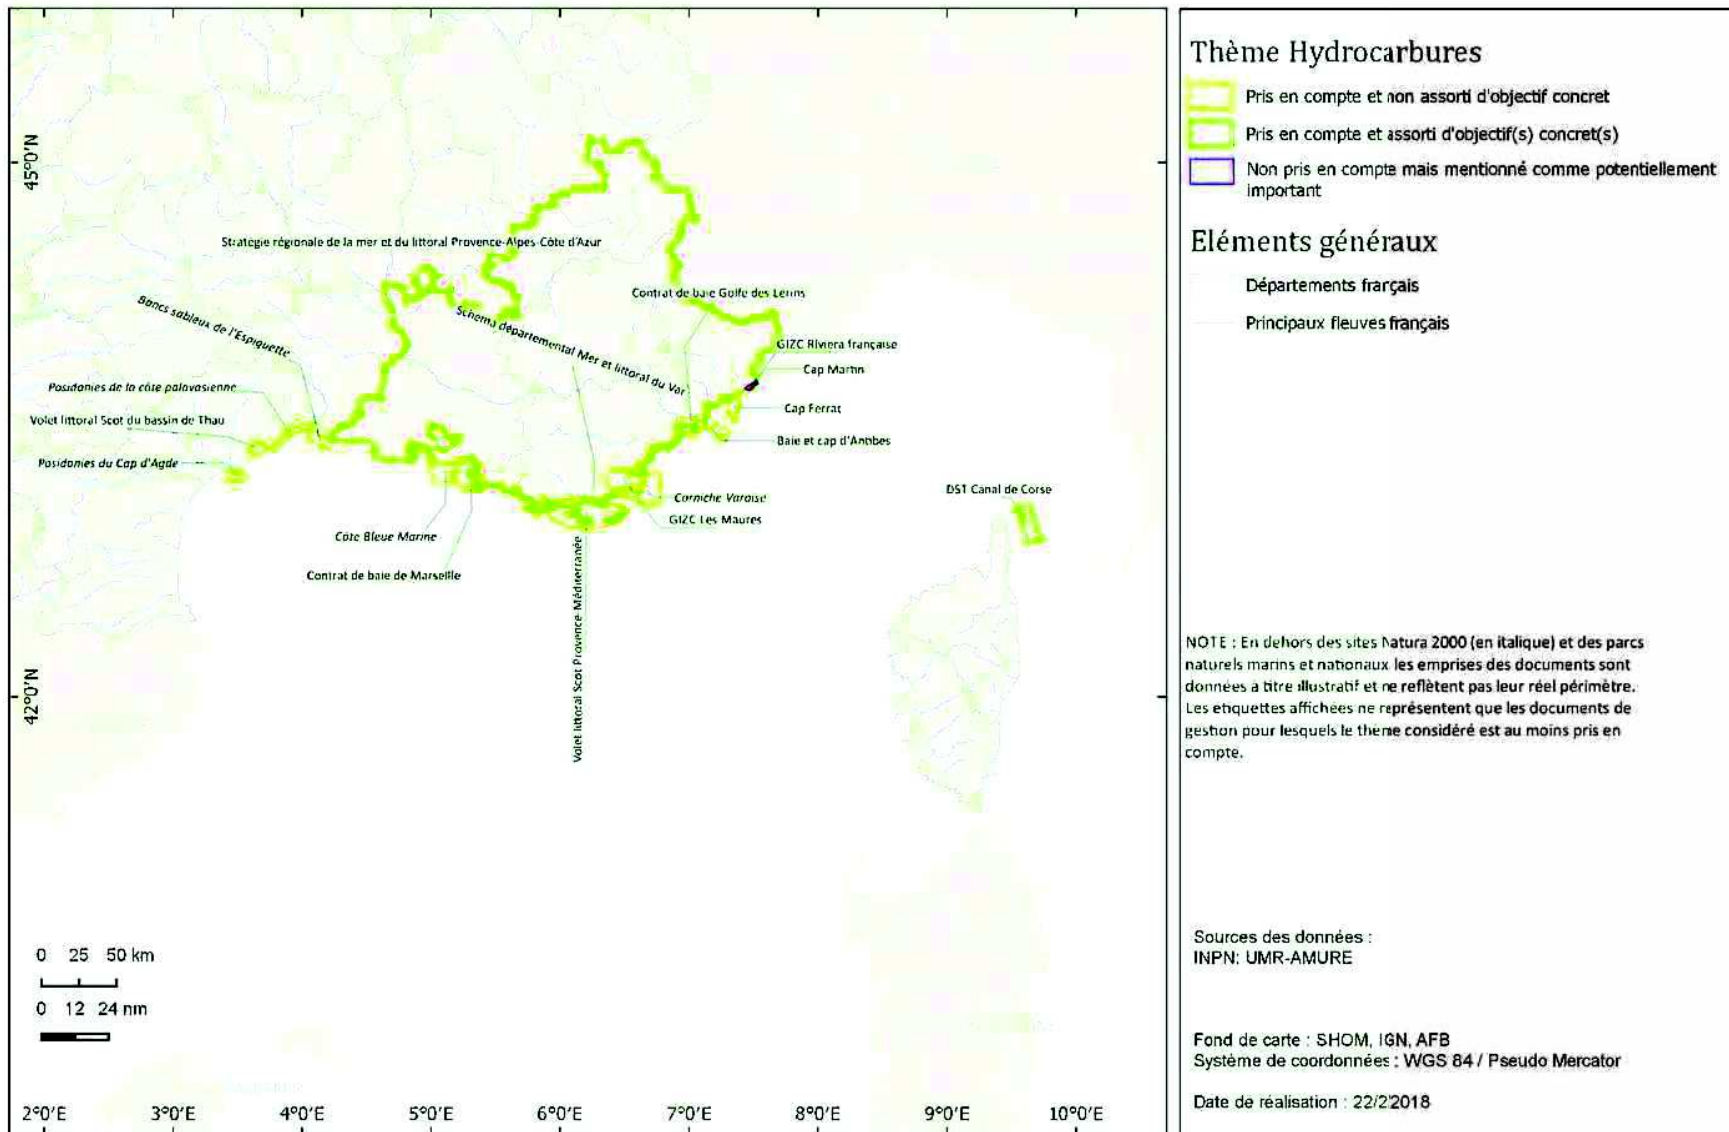 45°0'N
42°0'N
2°0'E
3°0'E
4°0'E
5°0'E
6°0'E
7°0'E
8°0'E
9°0'E
10°0'E
Stratégie régionale de la mer et du littoral Provence-Alpes-Côte d'Azur
Bancs sableux de l'Espiguette
Posidonies de la côte palavasienne
Volet littoral Scot du bassin de Thau
Posidonies du Cap d'Agde
Schéma départemental Mer et littoral du Var
Contrat de baie Golfe des Lérins
GIZC Riviera française
Cap Martin
Cap Ferrat
Baie et cap d'Antibes
Corniche Varoise
GIZC Les Maures
Côte Bleue Marine
Contrat de baie de Marseille
Volet littoral Scot Provence-Méditerranée
DST Canal de Corse
0 25 50 km
0 12 24 nm
Thème Hydrocarbures
Pris en compte et non assorti d'objectif concret
Pris en compte et assorti d'objectif(s) concret(s)
Non pris en compte mais mentionné comme potentiellement
important
Eléments généraux
Départements français
Principaux fleuves français
NOTE : En dehors des sites Natura 2000 (en italique) et des parcs
naturels marins et nationaux les emprises des documents sont
données à titre illustratif et ne reflètent pas leur réel périmètre.
Les etiquettes affichées ne représentent que les documents de
gestion pour lesquels le thème considéré est au moins pris en
compte.
Sources des données :
INPN: UMR-AMURE
Fond de carte : SHOM, IGN, AFB
Système de coordonnées : WGS 84 / Pseudo Mercator
Date de réalisation : 22/2/2018